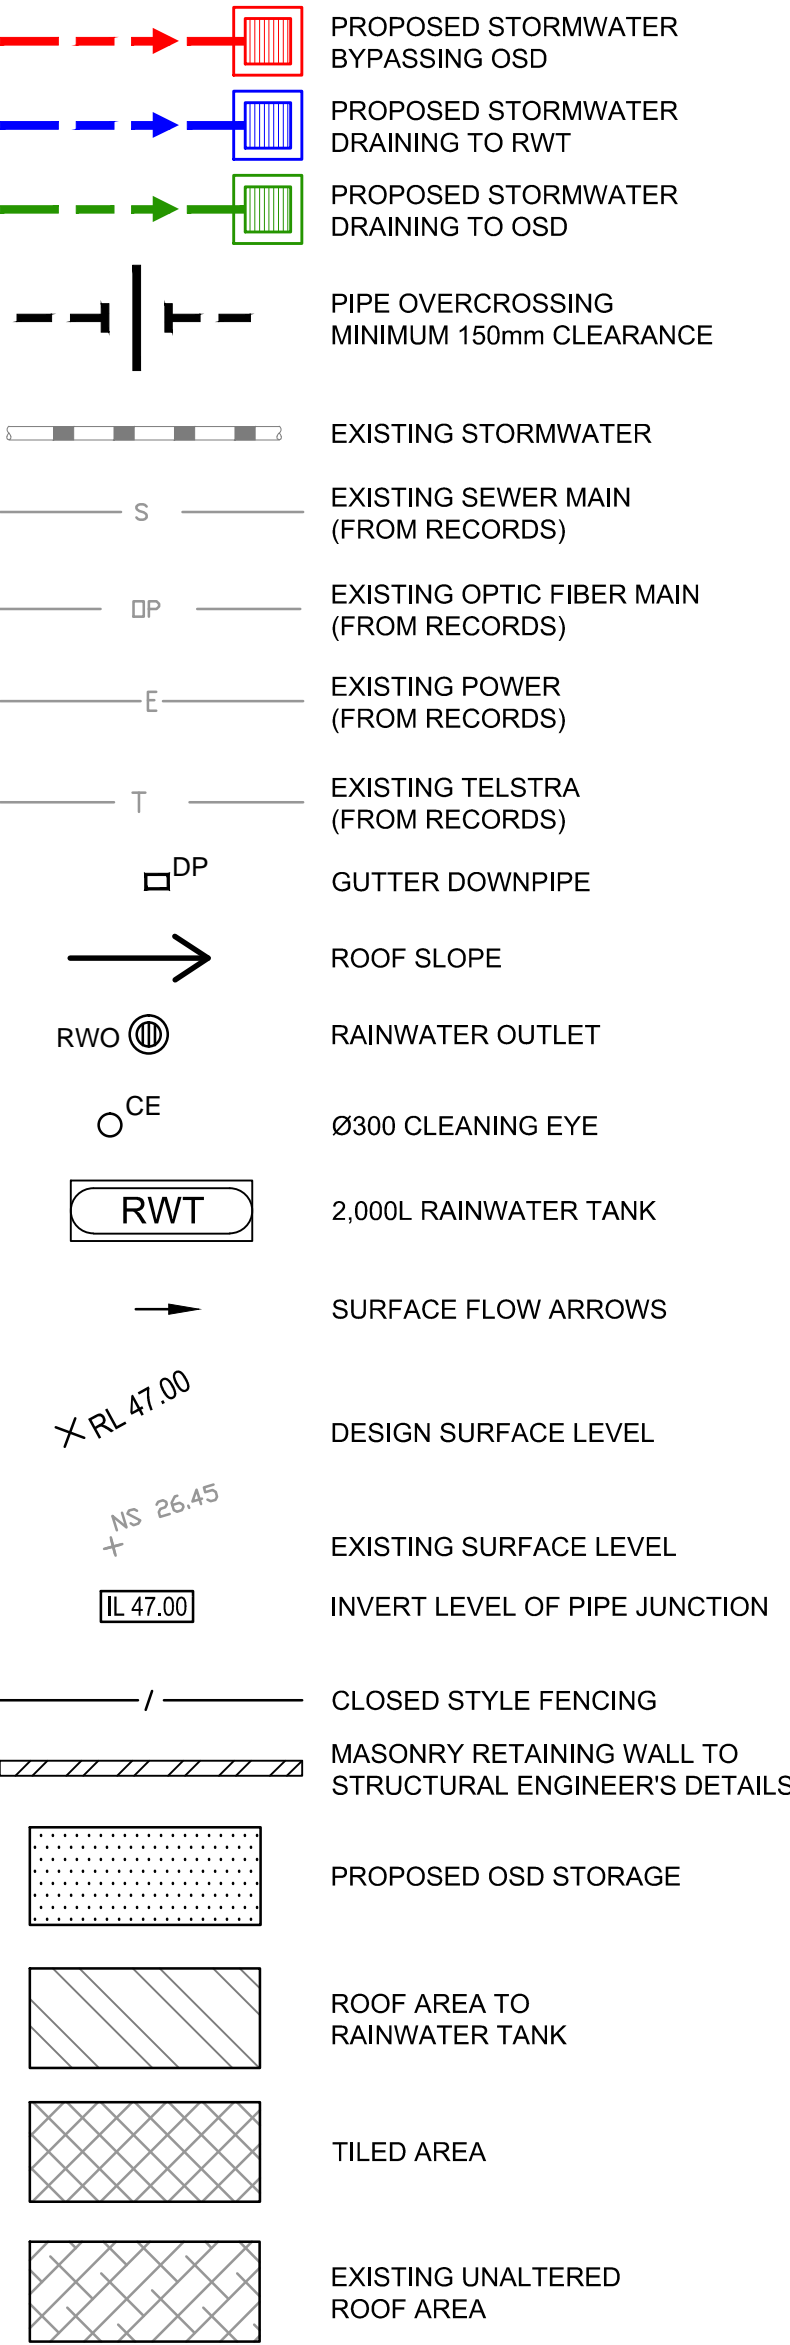 PROPOSED STORMWATER
BYPASSING OSD
PROPOSED STORMWATER
DRAINING TO RWT
PROPOSED STORMWATER
DRAINING TO OSD
PIPE OVERCROSSING
MINIMUM 150mm CLEARANCE
EXISTING STORMWATER
S
EXISTING SEWER MAIN
(FROM RECORDS)
OP
EXISTING OPTIC FIBER MAIN
(FROM RECORDS)
E
EXISTING POWER
(FROM RECORDS)
T
EXISTING TELSTRA
(FROM RECORDS)
DP
GUTTER DOWNPIPE
ROOF SLOPE
RWO
RAINWATER OUTLET
CE
Ø300 CLEANING EYE
RWT
2,000L RAINWATER TANK
SURFACE FLOW ARROWS
RL 47.00
DESIGN SURFACE LEVEL
NS 26.45
EXISTING SURFACE LEVEL
IL 47.00
INVERT LEVEL OF PIPE JUNCTION
CLOSED STYLE FENCING
MASONRY RETAINING WALL TO
STRUCTURAL ENGINEER'S DETAILS
PROPOSED OSD STORAGE
ROOF AREA TO
RAINWATER TANK
TILED AREA
EXISTING UNALTERED
ROOF AREA